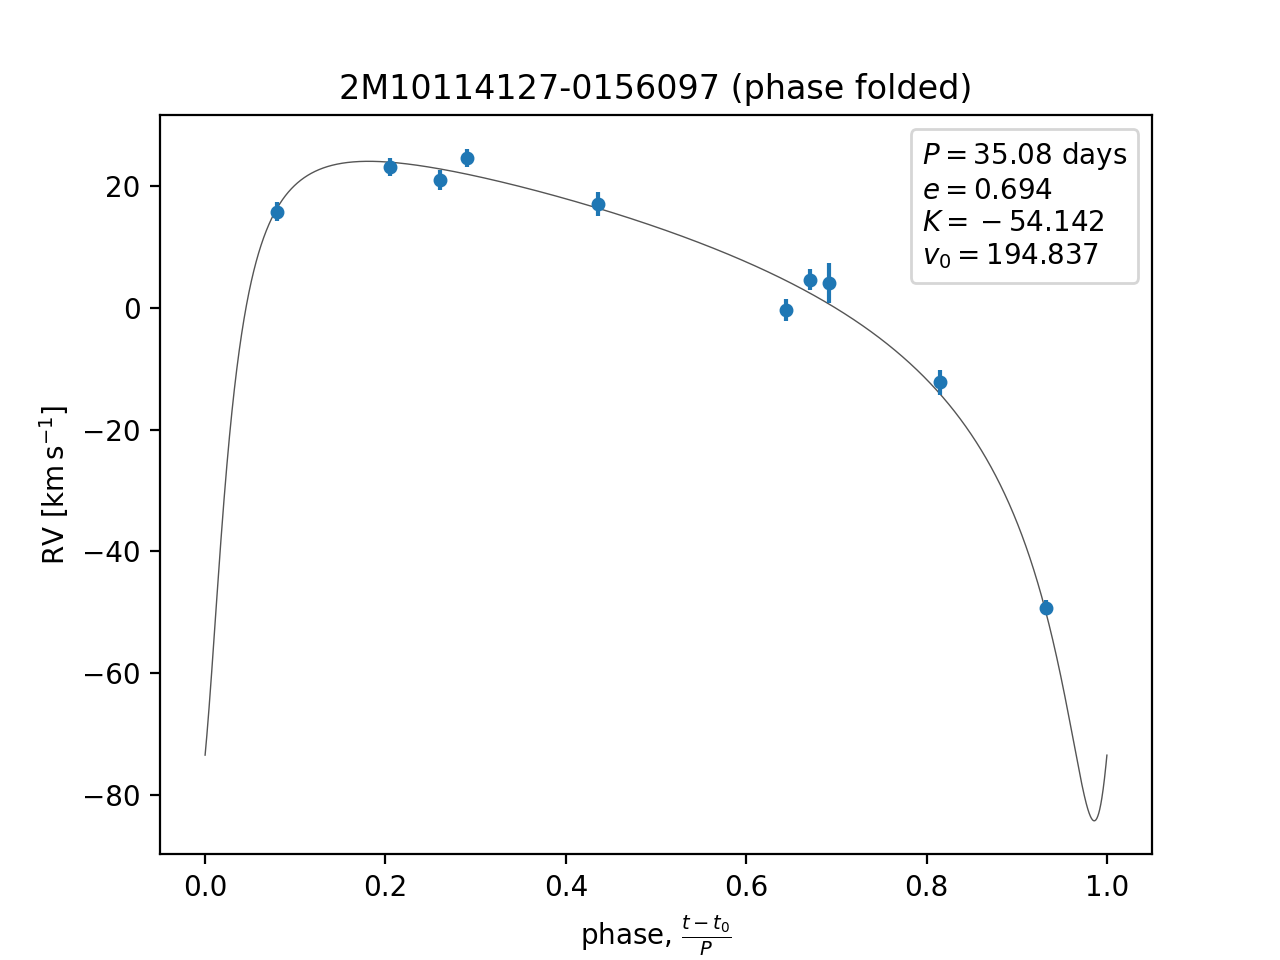 2M10114127-0156097 (phase folded)
P = 35.08 days
e = 0.694
K = −54.142
v₀ = 194.837
20
0
−20
−40
−60
−80
RV [km s⁻¹]
0.0 0.2 0.4 0.6 0.8 1.0
phase, (t − t₀)/P